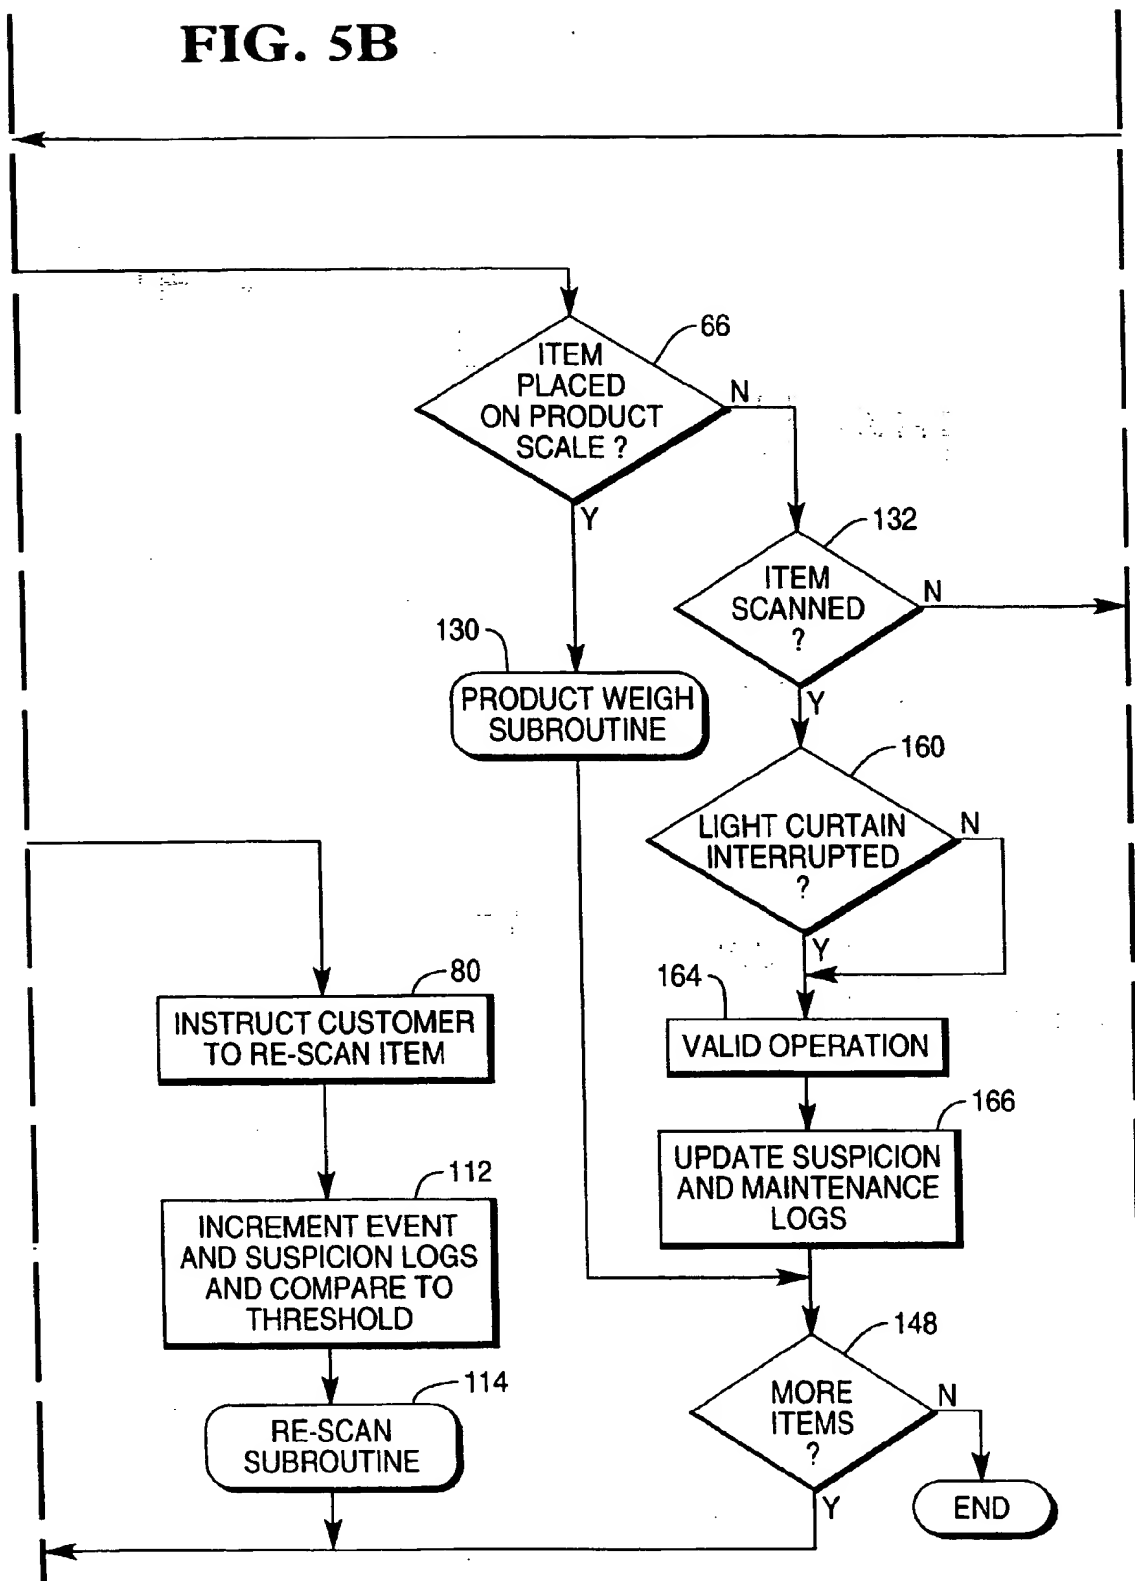 FIG. 5B
66
ITEM
PLACED
ON PRODUCT
SCALE ?
N
Y
132
ITEM
SCANNED
?
N
Y
130
PRODUCT WEIGH
SUBROUTINE
160
LIGHT CURTAIN
INTERRUPTED
?
N
Y
80
INSTRUCT CUSTOMER
TO RE-SCAN ITEM
164
VALID OPERATION
166
UPDATE SUSPICION
AND MAINTENANCE
LOGS
112
INCREMENT EVENT
AND SUSPICION LOGS
AND COMPARE TO
THRESHOLD
148
MORE
ITEMS
?
N
Y
114
RE-SCAN
SUBROUTINE
END